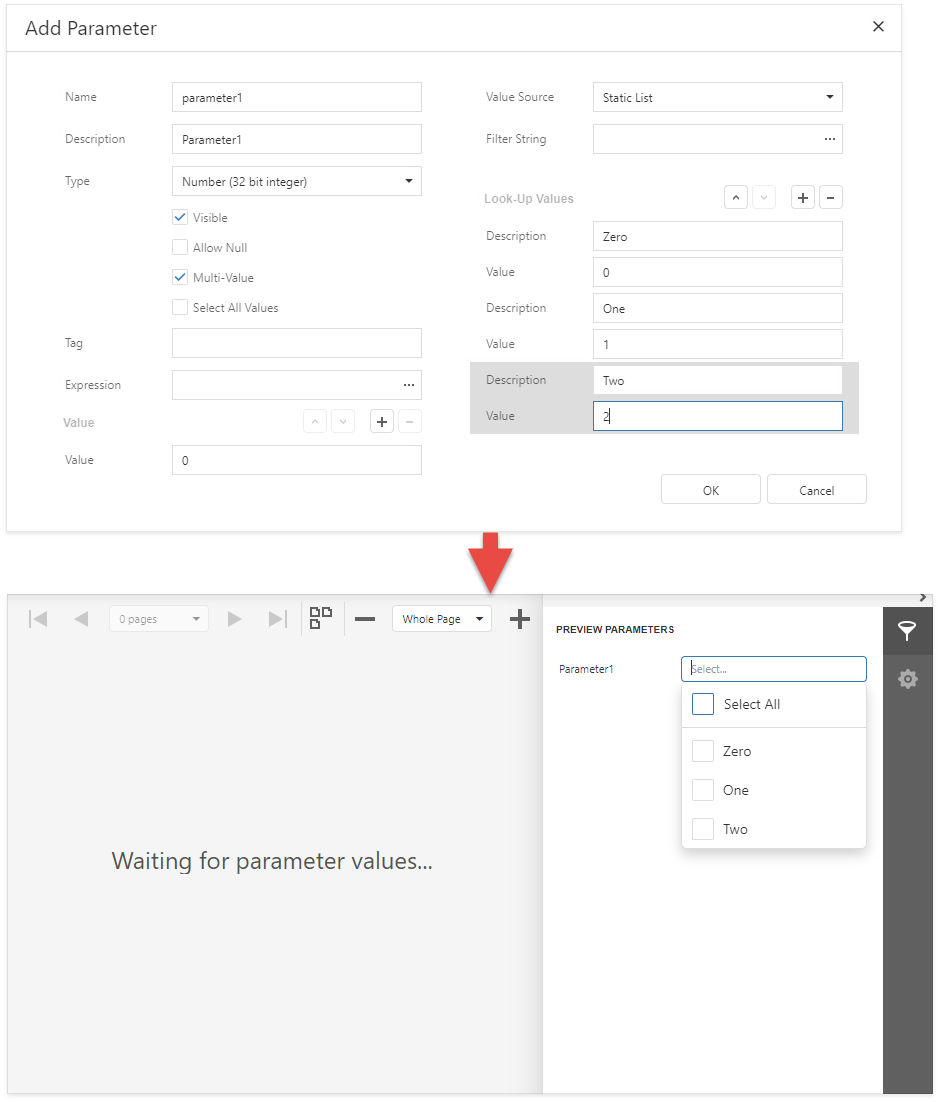 Add Parameter
Name
parameter1
Description
Parameter1
Type
Number (32 bit integer)
Visible
Allow Null
Multi-Value
Select All Values
Tag
Expression
...
Value
Value
0
Value Source
Static List
Filter String
...
Look-Up Values
Description
Zero
Value
0
Description
One
Value
1
Description
Two
Value
2
OK
Cancel
0 pages
Whole Page
Waiting for parameter values...
PREVIEW PARAMETERS
Parameter1
Select...
Select All
Zero
One
Two